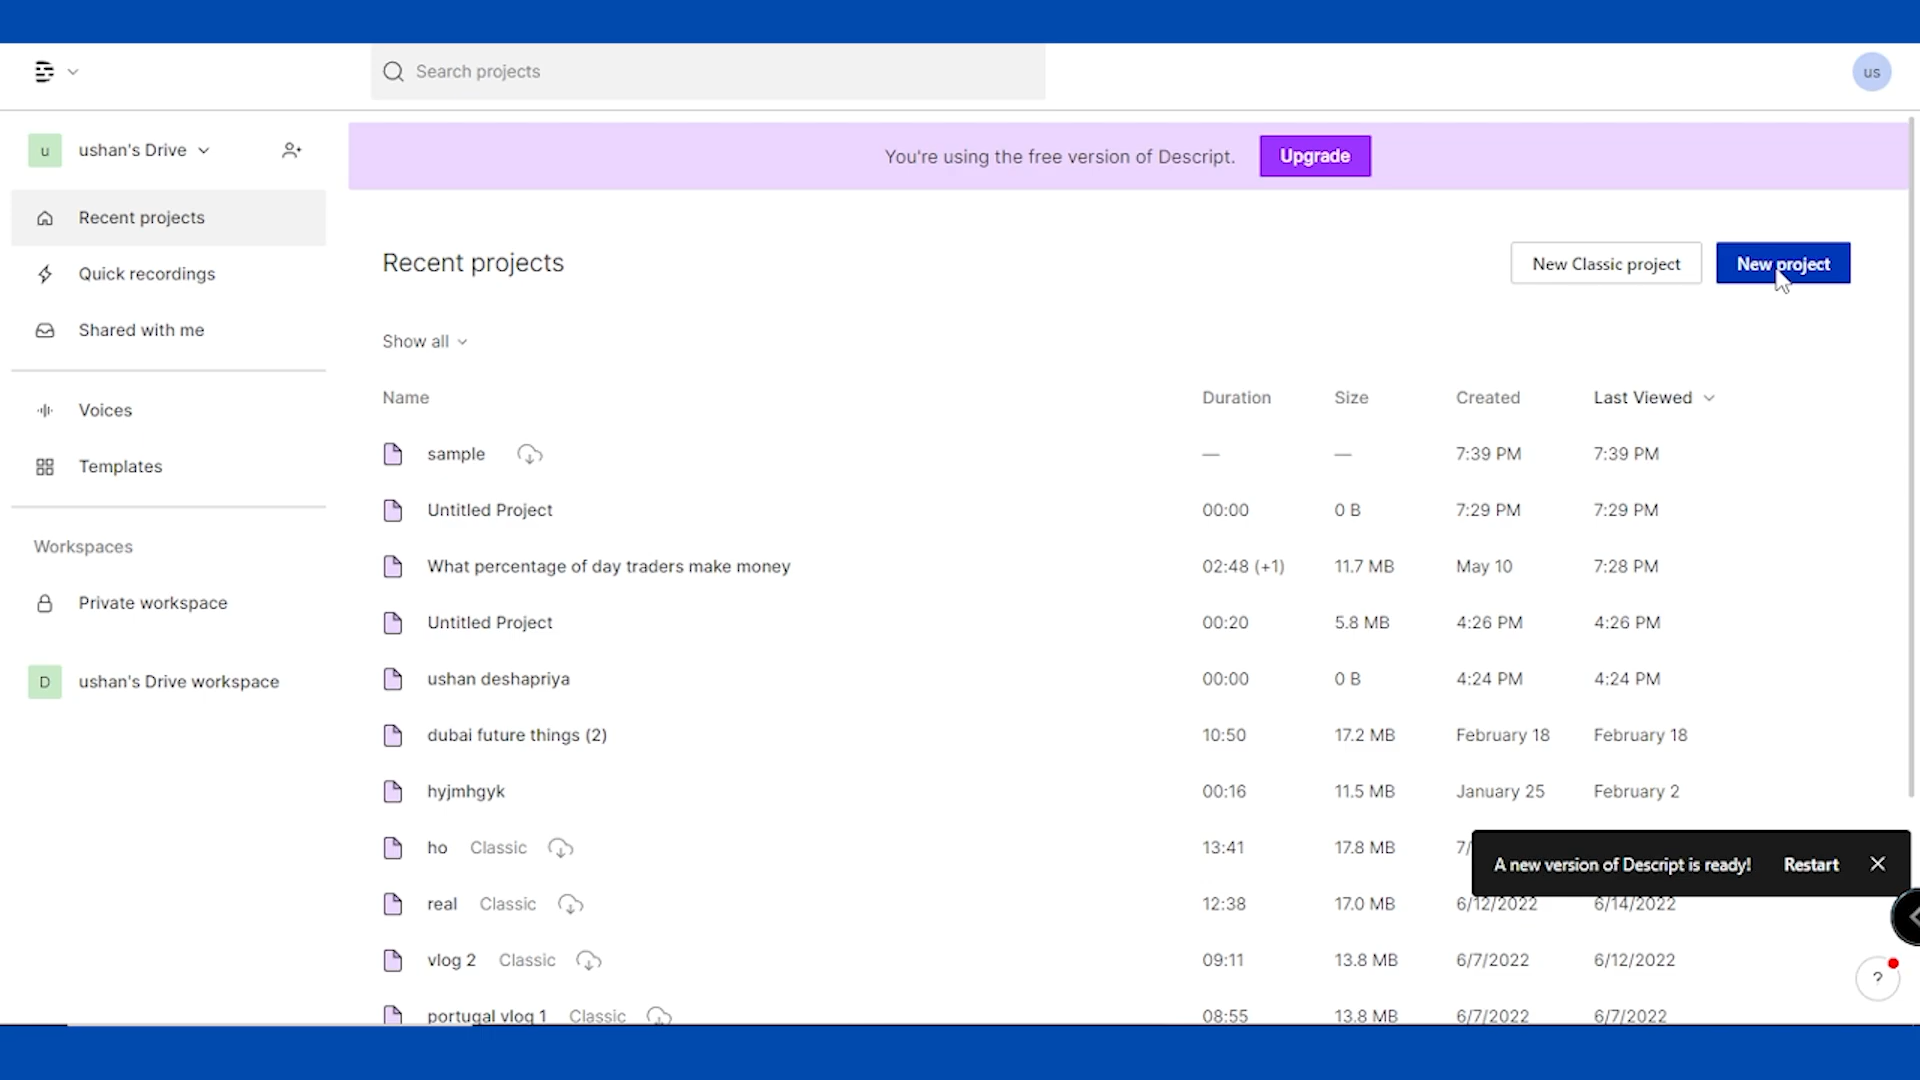 Search projects
us
u ushan's Drive
You're using the free version of Descript. Upgrade
Recent projects
Quick recordings
Shared with me
Voices
Templates
Workspaces
Private workspace
D ushan's Drive workspace
Recent projects
New Classic project
New project
Show all
Name Duration Size Created Last Viewed
sample — — 7:39 PM 7:39 PM
Untitled Project 00:00 0 B 7:29 PM 7:29 PM
What percentage of day traders make money 02:48 (+1) 11.7 MB May 10 7:28 PM
Untitled Project 00:20 5.8 MB 4:26 PM 4:26 PM
ushan deshapriya 00:00 0 B 4:24 PM 4:24 PM
dubai future things (2) 10:50 17.2 MB February 18 February 18
hyjmhgyk 00:16 11.5 MB January 25 February 2
ho Classic 13:41 17.8 MB 7/
A new version of Descript is ready! Restart
real Classic 12:38 17.0 MB 6/12/2022 6/14/2022
vlog 2 Classic 09:11 13.8 MB 6/7/2022 6/12/2022
portugal vlog 1 Classic 08:55 13.8 MB 6/7/2022 6/7/2022
?